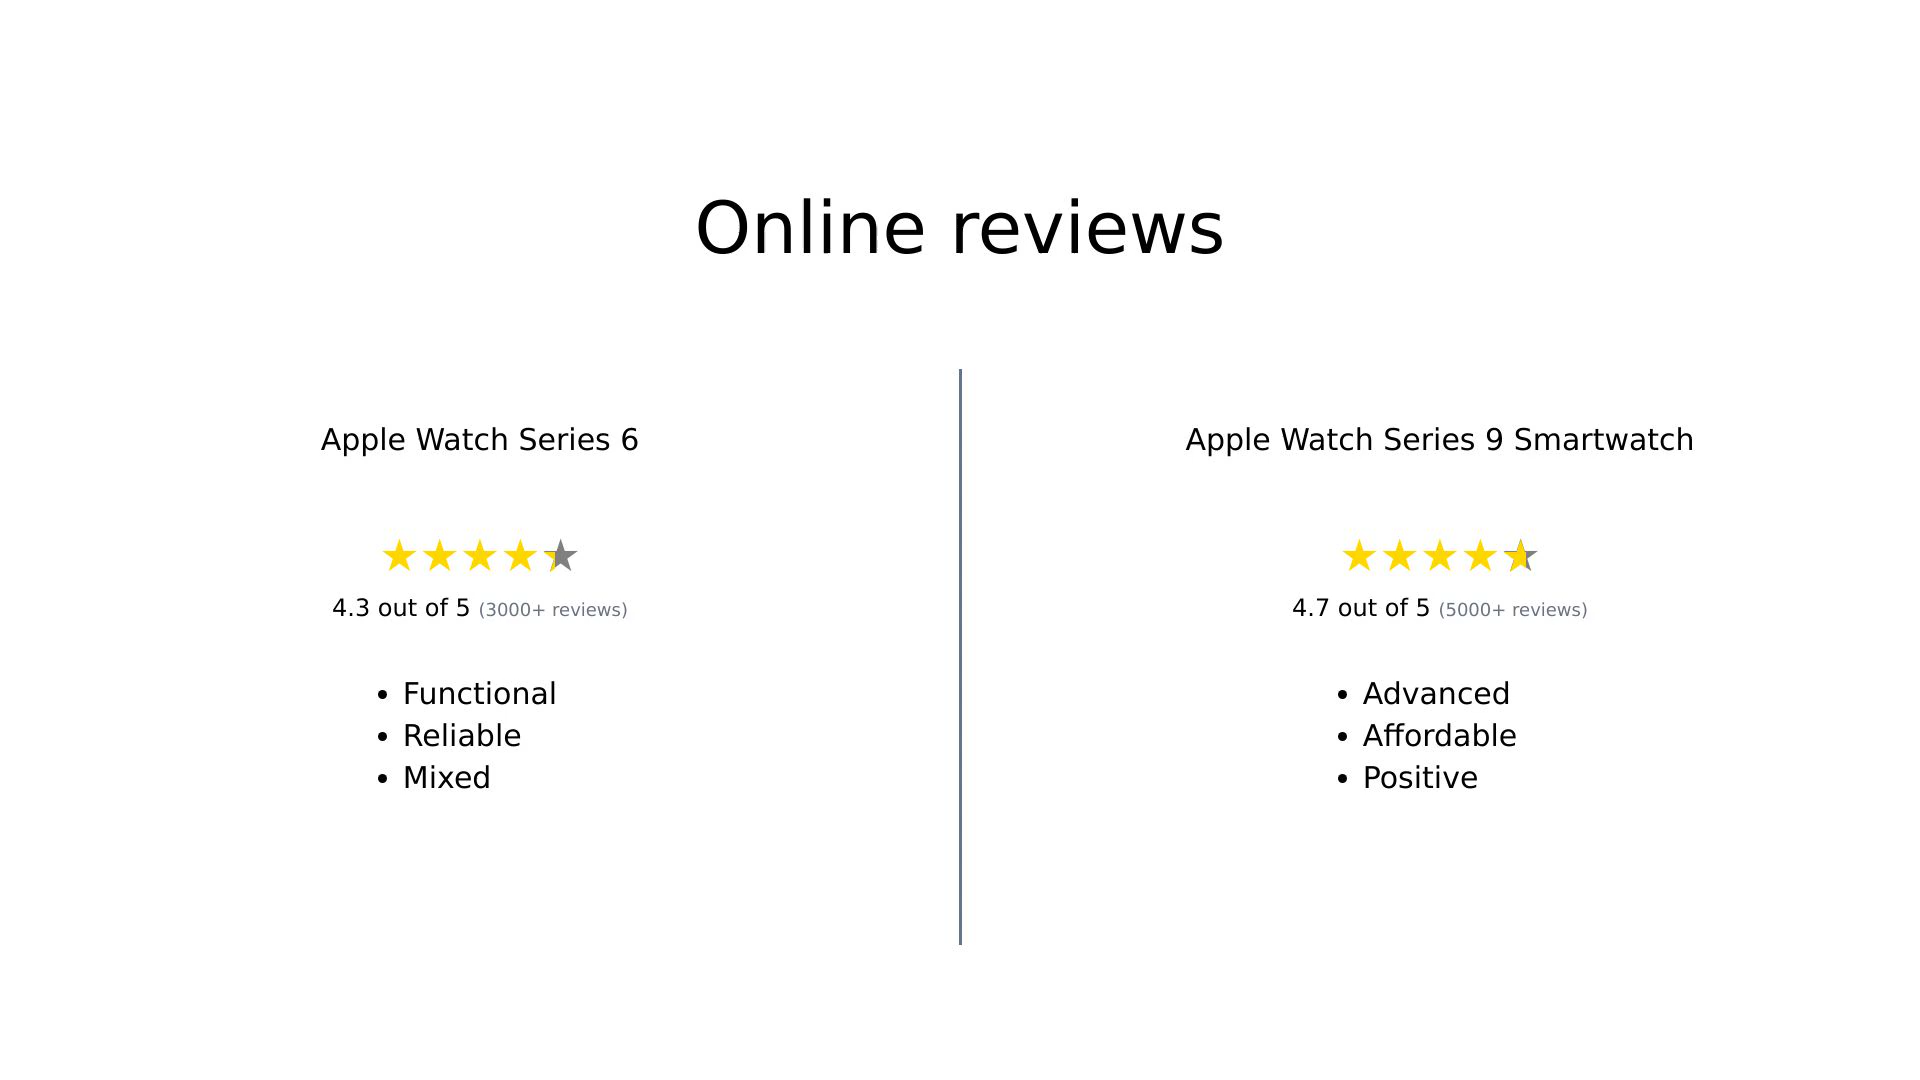 Online reviews
Apple Watch Series 6
4.3 out of 5 (3000+ reviews)
• Functional
• Reliable
• Mixed
Apple Watch Series 9 Smartwatch
4.7 out of 5 (5000+ reviews)
• Advanced
• Affordable
• Positive